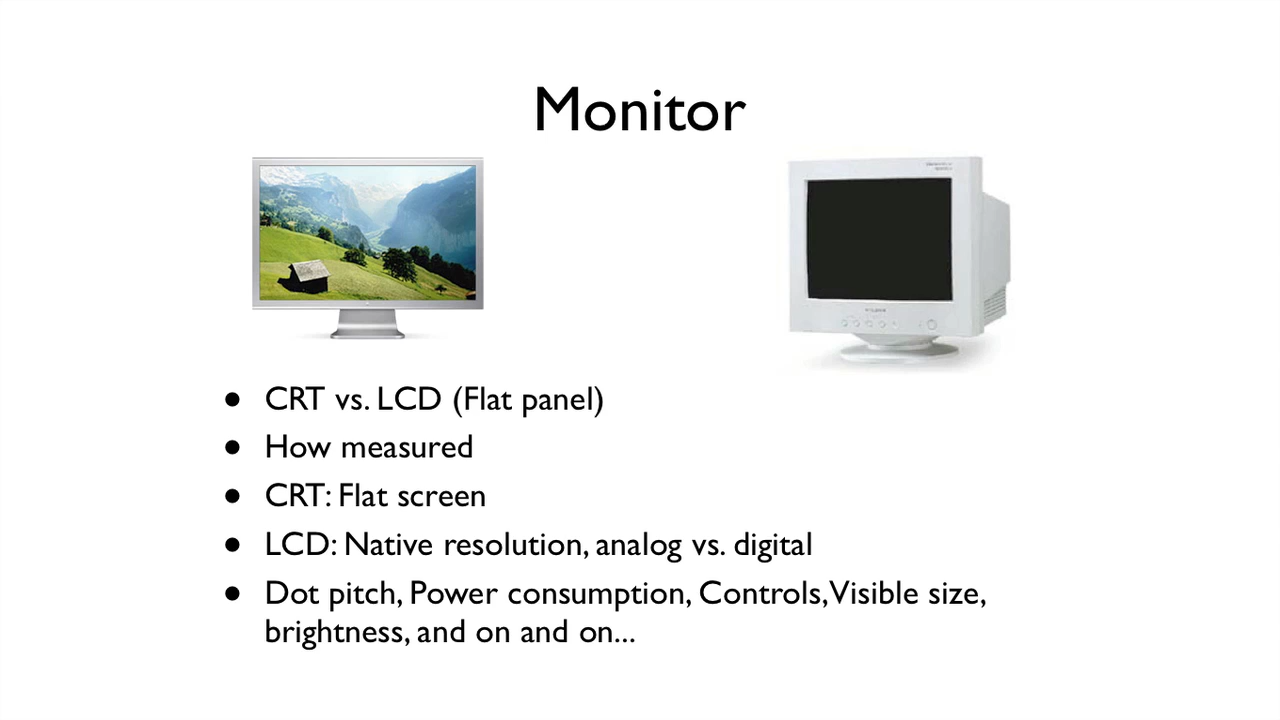 Monitor
• CRT vs. LCD (Flat panel)
• How measured
• CRT: Flat screen
• LCD: Native resolution, analog vs. digital
• Dot pitch, Power consumption, Controls,Visible size,
brightness, and on and on...